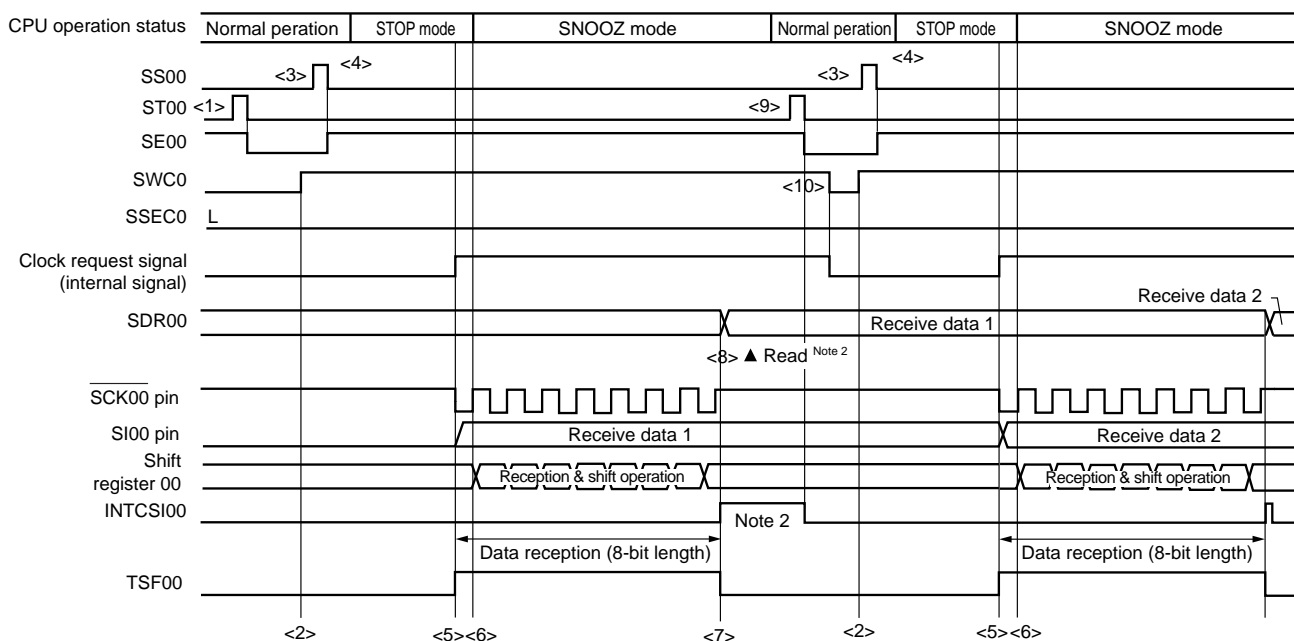 CPU operation status Normal peration STOP mode SNOOZ mode Normal peration STOP mode SNOOZ mode
<3> <4> <3> <4>
SS00
ST00 <1> <9>
SE00
SWC0 <10>
SSEC0 L
Clock request signal
(internal signal)
Receive data 2
SDR00 Receive data 1
<8> ▲ Read Note 2
SCK00 pin
SI00 pin Receive data 1 Receive data 2
Shift
register 00 Reception & shift operation Reception & shift operation
INTCSI00 Note 2
Data reception (8-bit length) Data reception (8-bit length)
TSF00
<2> <5><6> <7> <2> <5><6>